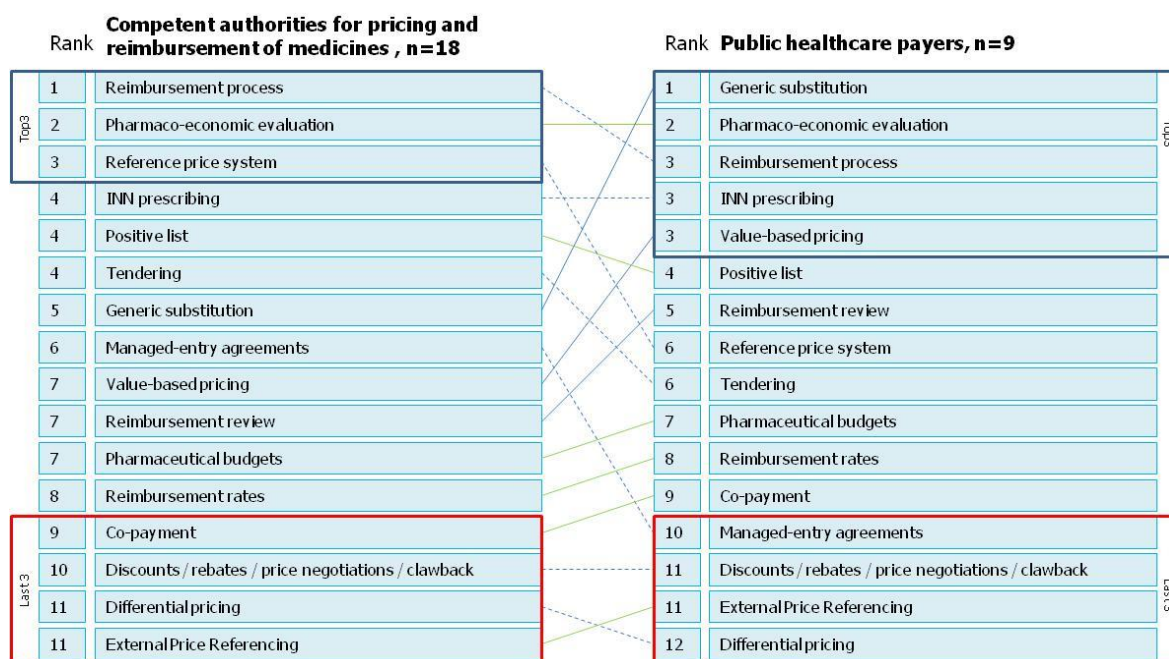 Rank
Competent authorities for pricing and
reimbursement of medicines , n=18
Top3
1 Reimbursement process
2 Pharmaco-economic evaluation
3 Reference price system
4 INN prescribing
4 Positive list
4 Tendering
5 Generic substitution
6 Managed-entry agreements
7 Value-based pricing
7 Reimbursement review
7 Pharmaceutical budgets
8 Reimbursement rates
Last3
9 Co-payment
10 Discounts / rebates / price negotiations / clawback
11 Differential pricing
11 External Price Referencing
Rank Public healthcare payers, n=9
1 Generic substitution
2 Pharmaco-economic evaluation
3 Reimbursement process
3 INN prescribing
3 Value-based pricing
4 Positive list
5 Reimbursement review
6 Reference price system
6 Tendering
7 Pharmaceutical budgets
8 Reimbursement rates
9 Co-payment
10 Managed-entry agreements
11 Discounts / rebates / price negotiations / clawback
11 External Price Referencing
12 Differential pricing